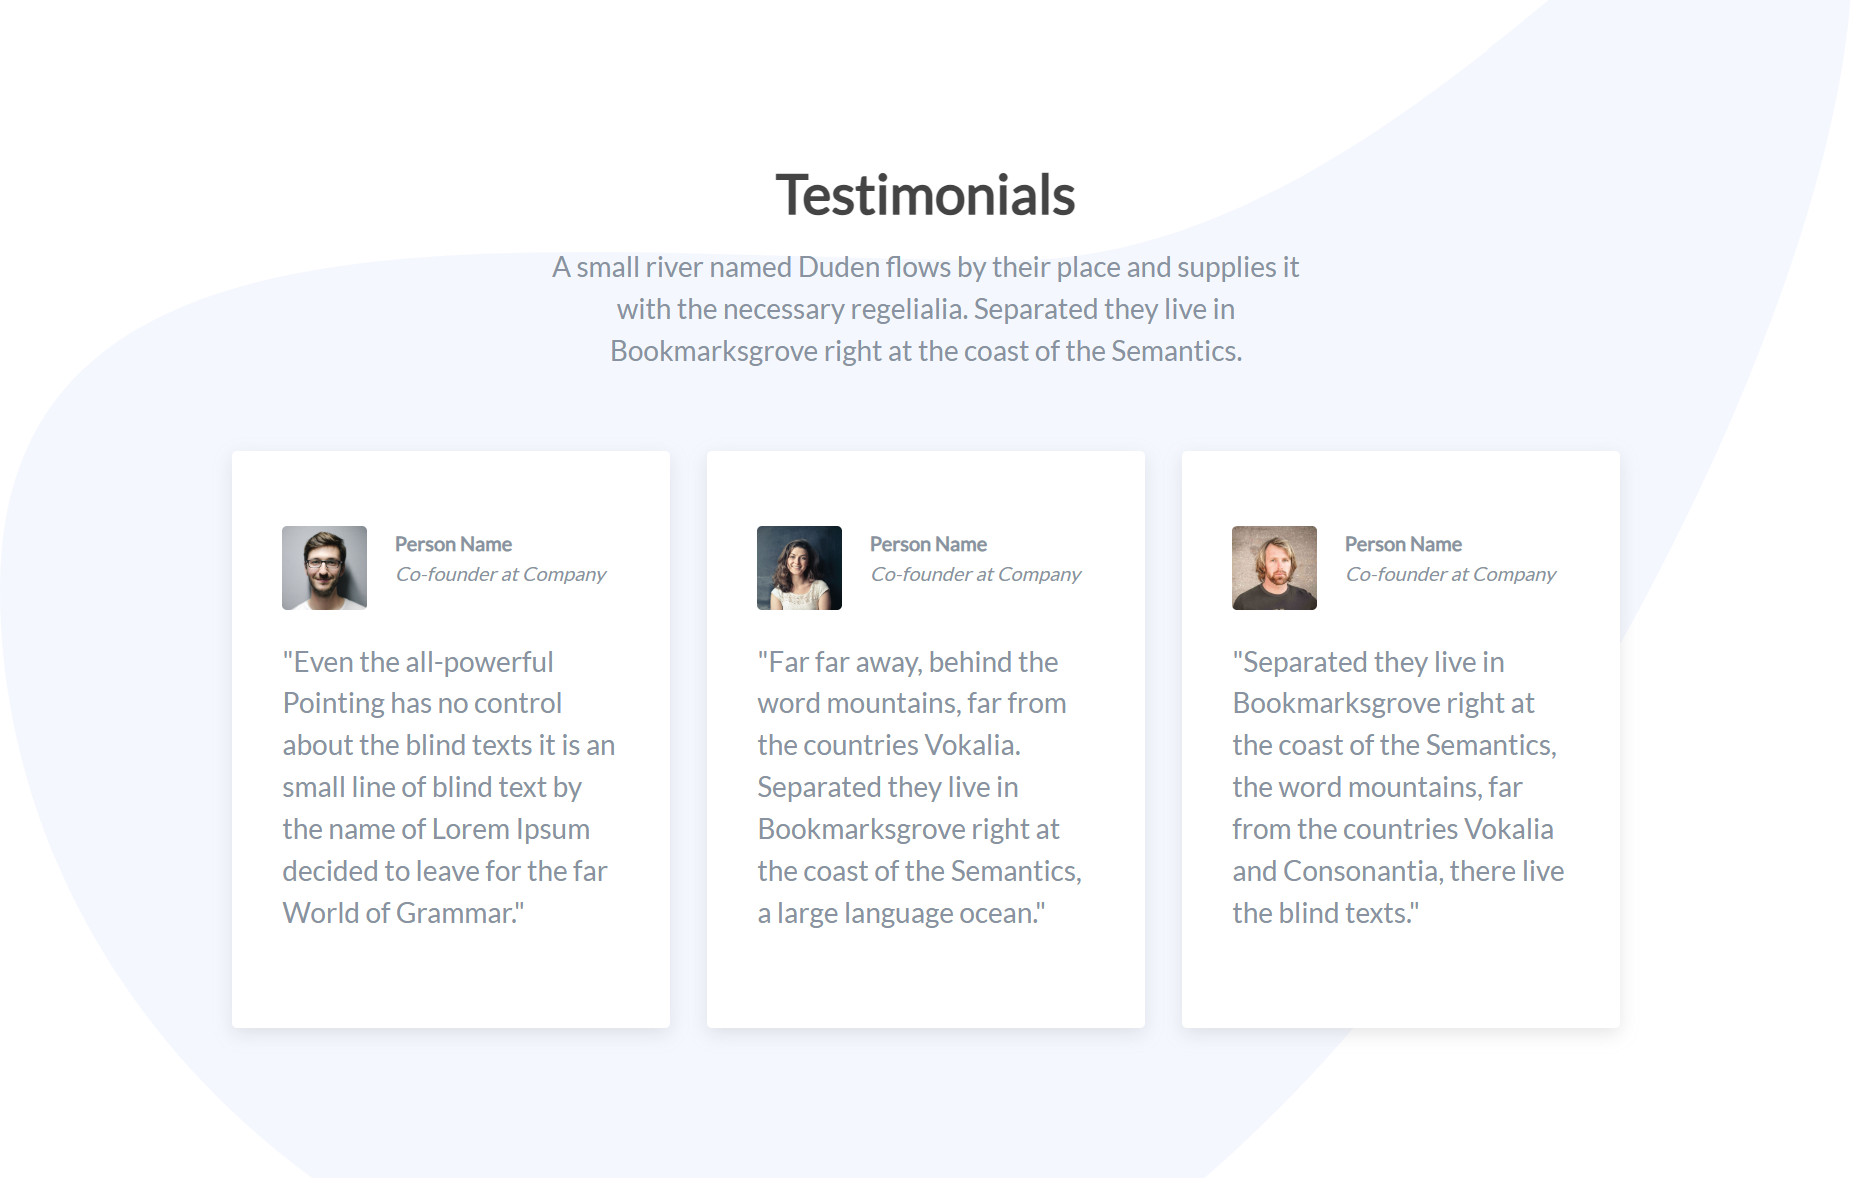 Testimonials
A small river named Duden flows by their place and supplies it
with the necessary regelialia. Separated they live in
Bookmarksgrove right at the coast of the Semantics.
Person Name
Co-founder at Company
"Even the all-powerful
Pointing has no control
about the blind texts it is an
small line of blind text by
the name of Lorem Ipsum
decided to leave for the far
World of Grammar."
Person Name
Co-founder at Company
"Far far away, behind the
word mountains, far from
the countries Vokalia.
Separated they live in
Bookmarksgrove right at
the coast of the Semantics,
a large language ocean."
Person Name
Co-founder at Company
"Separated they live in
Bookmarksgrove right at
the coast of the Semantics,
the word mountains, far
from the countries Vokalia
and Consonantia, there live
the blind texts."